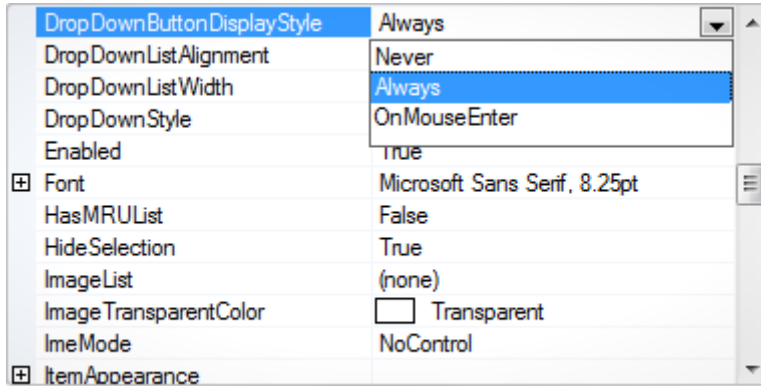 DropDownButtonDisplayStyle Always
DropDownListAlignment Never
DropDownListWidth Always
DropDownStyle OnMouseEnter
Enabled True
Font Microsoft Sans Serif, 8.25pt
HasMRUList False
HideSelection True
ImageList (none)
ImageTransparentColor Transparent
ImeMode NoControl
ItemAppearance